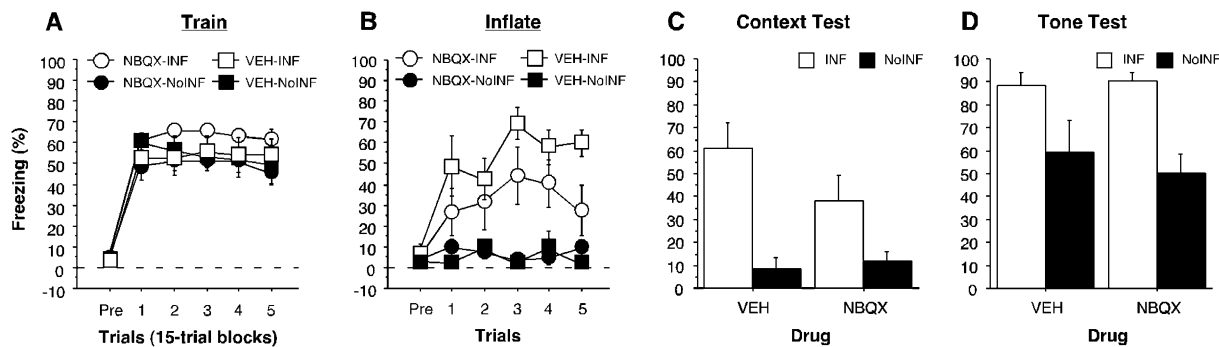 A Train
NBQX-INF VEH-INF
NBQX-NoINF VEH-NoINF
Freezing (%)
100
90
80
70
60
50
40
30
20
10
0
-10
Pre 1 2 3 4 5
Trials (15-trial blocks)
B Inflate
NBQX-INF VEH-INF
NBQX-NoINF VEH-NoINF
100
90
80
70
60
50
40
30
20
10
0
-10
Pre 1 2 3 4 5
Trials
C Context Test
INF NoINF
100
90
80
70
60
50
40
30
20
10
0
VEH NBQX
Drug
D Tone Test
INF NoINF
100
90
80
70
60
50
40
30
20
10
0
VEH NBQX
Drug